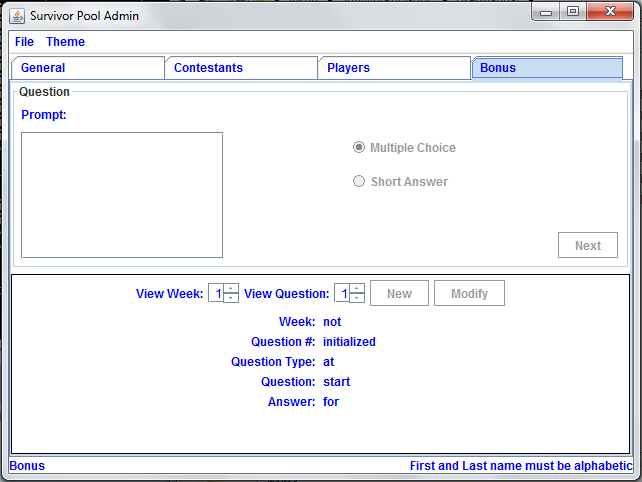 Survivor Pool Admin
File Theme
General Contestants Players Bonus
Question
Prompt:
Multiple Choice
Short Answer
Next
View Week: 1 View Question: 1 New Modify
Week: not
Question #: initialized
Question Type: at
Question: start
Answer: for
Bonus First and Last name must be alphabetic